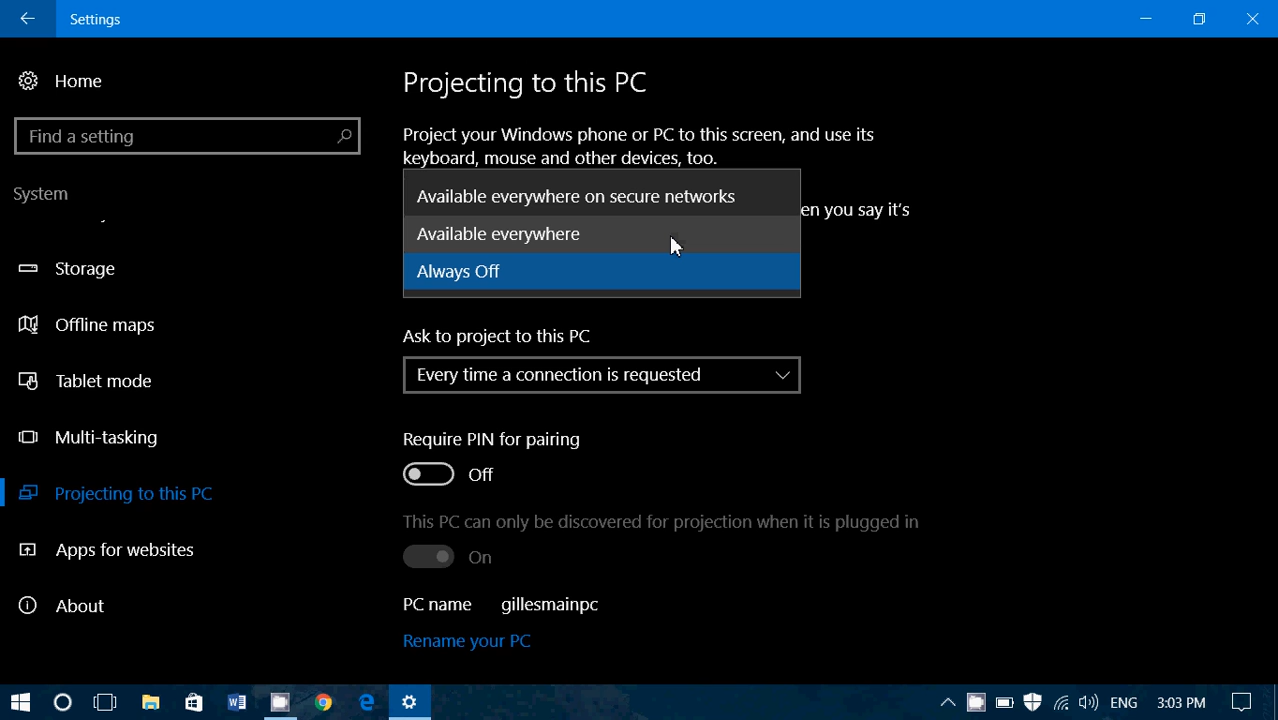 Settings
Home
Projecting to this PC
Find a setting
Project your Windows phone or PC to this screen, and use its
keyboard, mouse and other devices, too.
System
Available everywhere on secure networks
en you say it's
Available everywhere
Always Off
Storage
Offline maps
Ask to project to this PC
Every time a connection is requested
Tablet mode
Multi-tasking
Require PIN for pairing
Off
Projecting to this PC
This PC can only be discovered for projection when it is plugged in
On
Apps for websites
PC name gillesmainpc
About
Rename your PC
ENG 3:03 PM